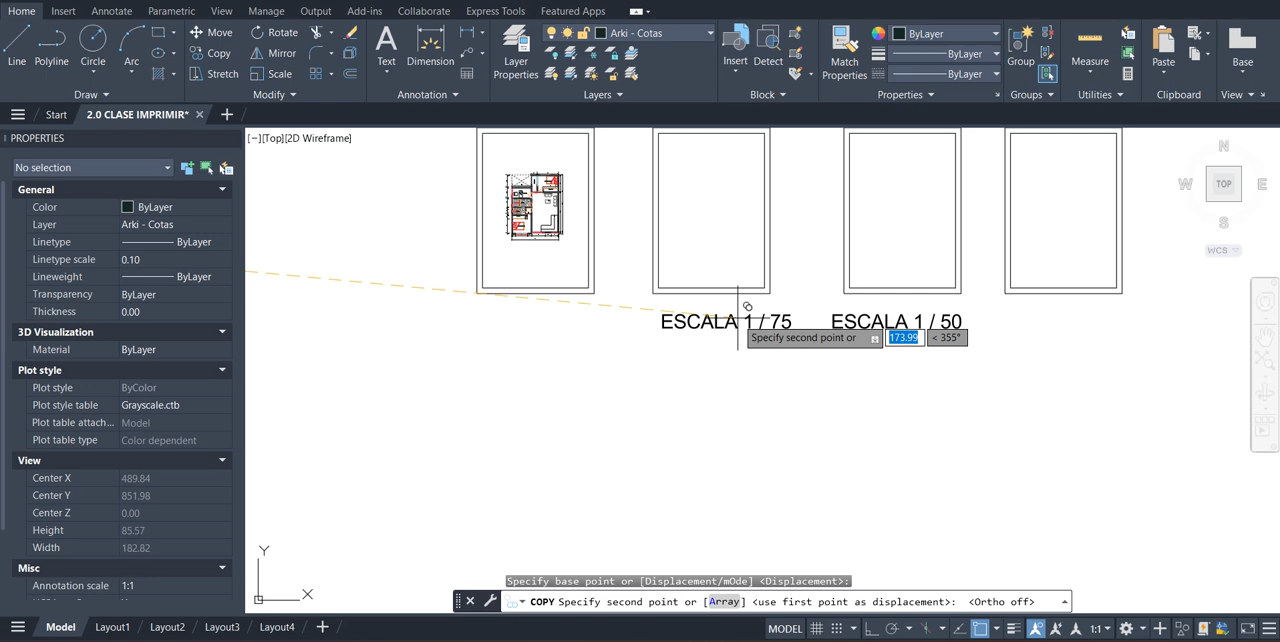 Home Insert Annotate Parametric View Manage Output Add-ins Collaborate Express Tools Featured Apps
Line Polyline Circle Arc
Move Rotate
Copy Mirror
Stretch Scale
Text Dimension
Layer Properties
Arki - Cotas
Insert Detect
Match Properties
ByLayer
ByLayer
ByLayer
Group Measure Paste Base
Draw Modify Annotation Layers Block Properties Groups Utilities Clipboard View
Start 2.0 CLASE IMPRIMIR*
PROPERTIES
No selection
General
Color ByLayer
Layer Arki - Cotas
Linetype ByLayer
Linetype scale 0.10
Lineweight ByLayer
Transparency ByLayer
Thickness 0.00
3D Visualization
Material ByLayer
Plot style
Plot style ByColor
Plot style table Grayscale.ctb
Plot table attach... Model
Plot table type Color dependent
View
Center X 489.84
Center Y 851.98
Center Z 0.00
Height 85.57
Width 182.82
Misc
Annotation scale 1:1
[−][Top][2D Wireframe]
N
W TOP E
S
WCS
ESCALA 1 / 75 ESCALA 1 / 50
Specify second point or 173.99 < 355°
Y
X
Specify base point or [Displacement/mOde] <Displacement>:
COPY Specify second point or [Array] <use first point as displacement>: <Ortho off>
Model Layout1 Layout2 Layout3 Layout4
MODEL 1:1